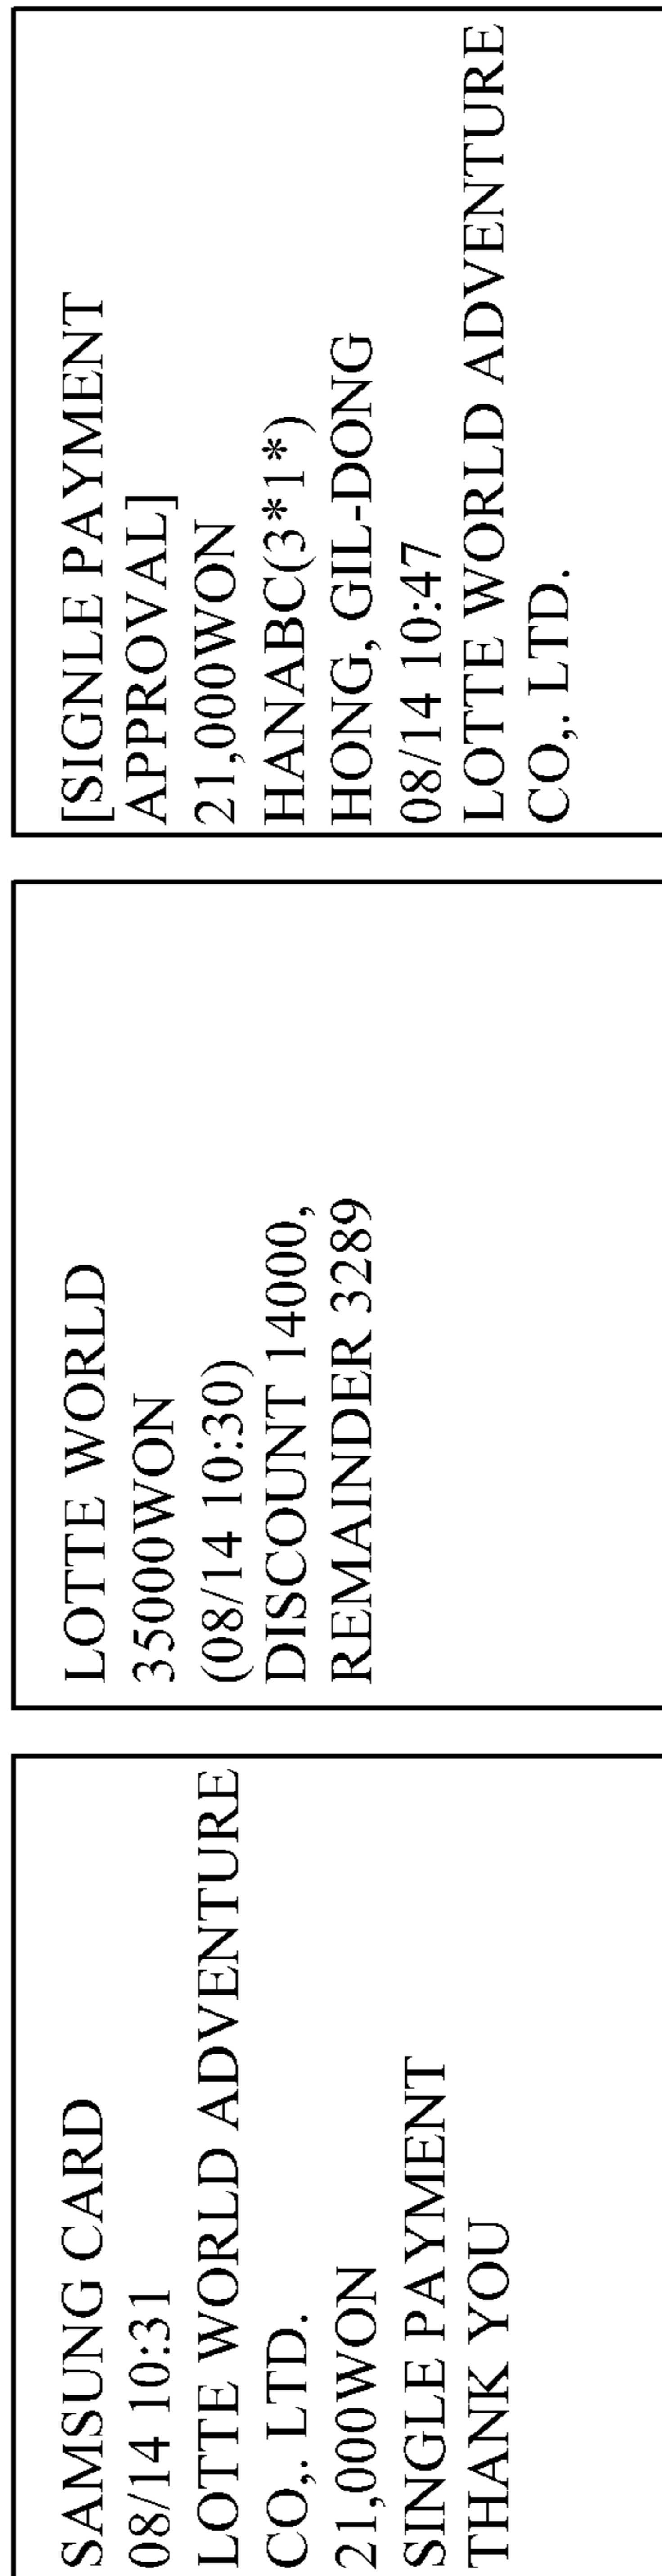 SAMSUNG CARD
08/14 10:31
LOTTE WORLD ADVENTURE
CO,. LTD.
21,000WON
SINGLE PAYMENT
THANK YOU
LOTTE WORLD
35000WON
(08/14 10:30)
DISCOUNT 14000,
REMAINDER 3289
[SIGNLE PAYMENT
APPROVAL]
21,000WON
HANABC(3*1*)
HONG, GIL-DONG
08/14 10:47
LOTTE WORLD ADVENTURE
CO,. LTD.